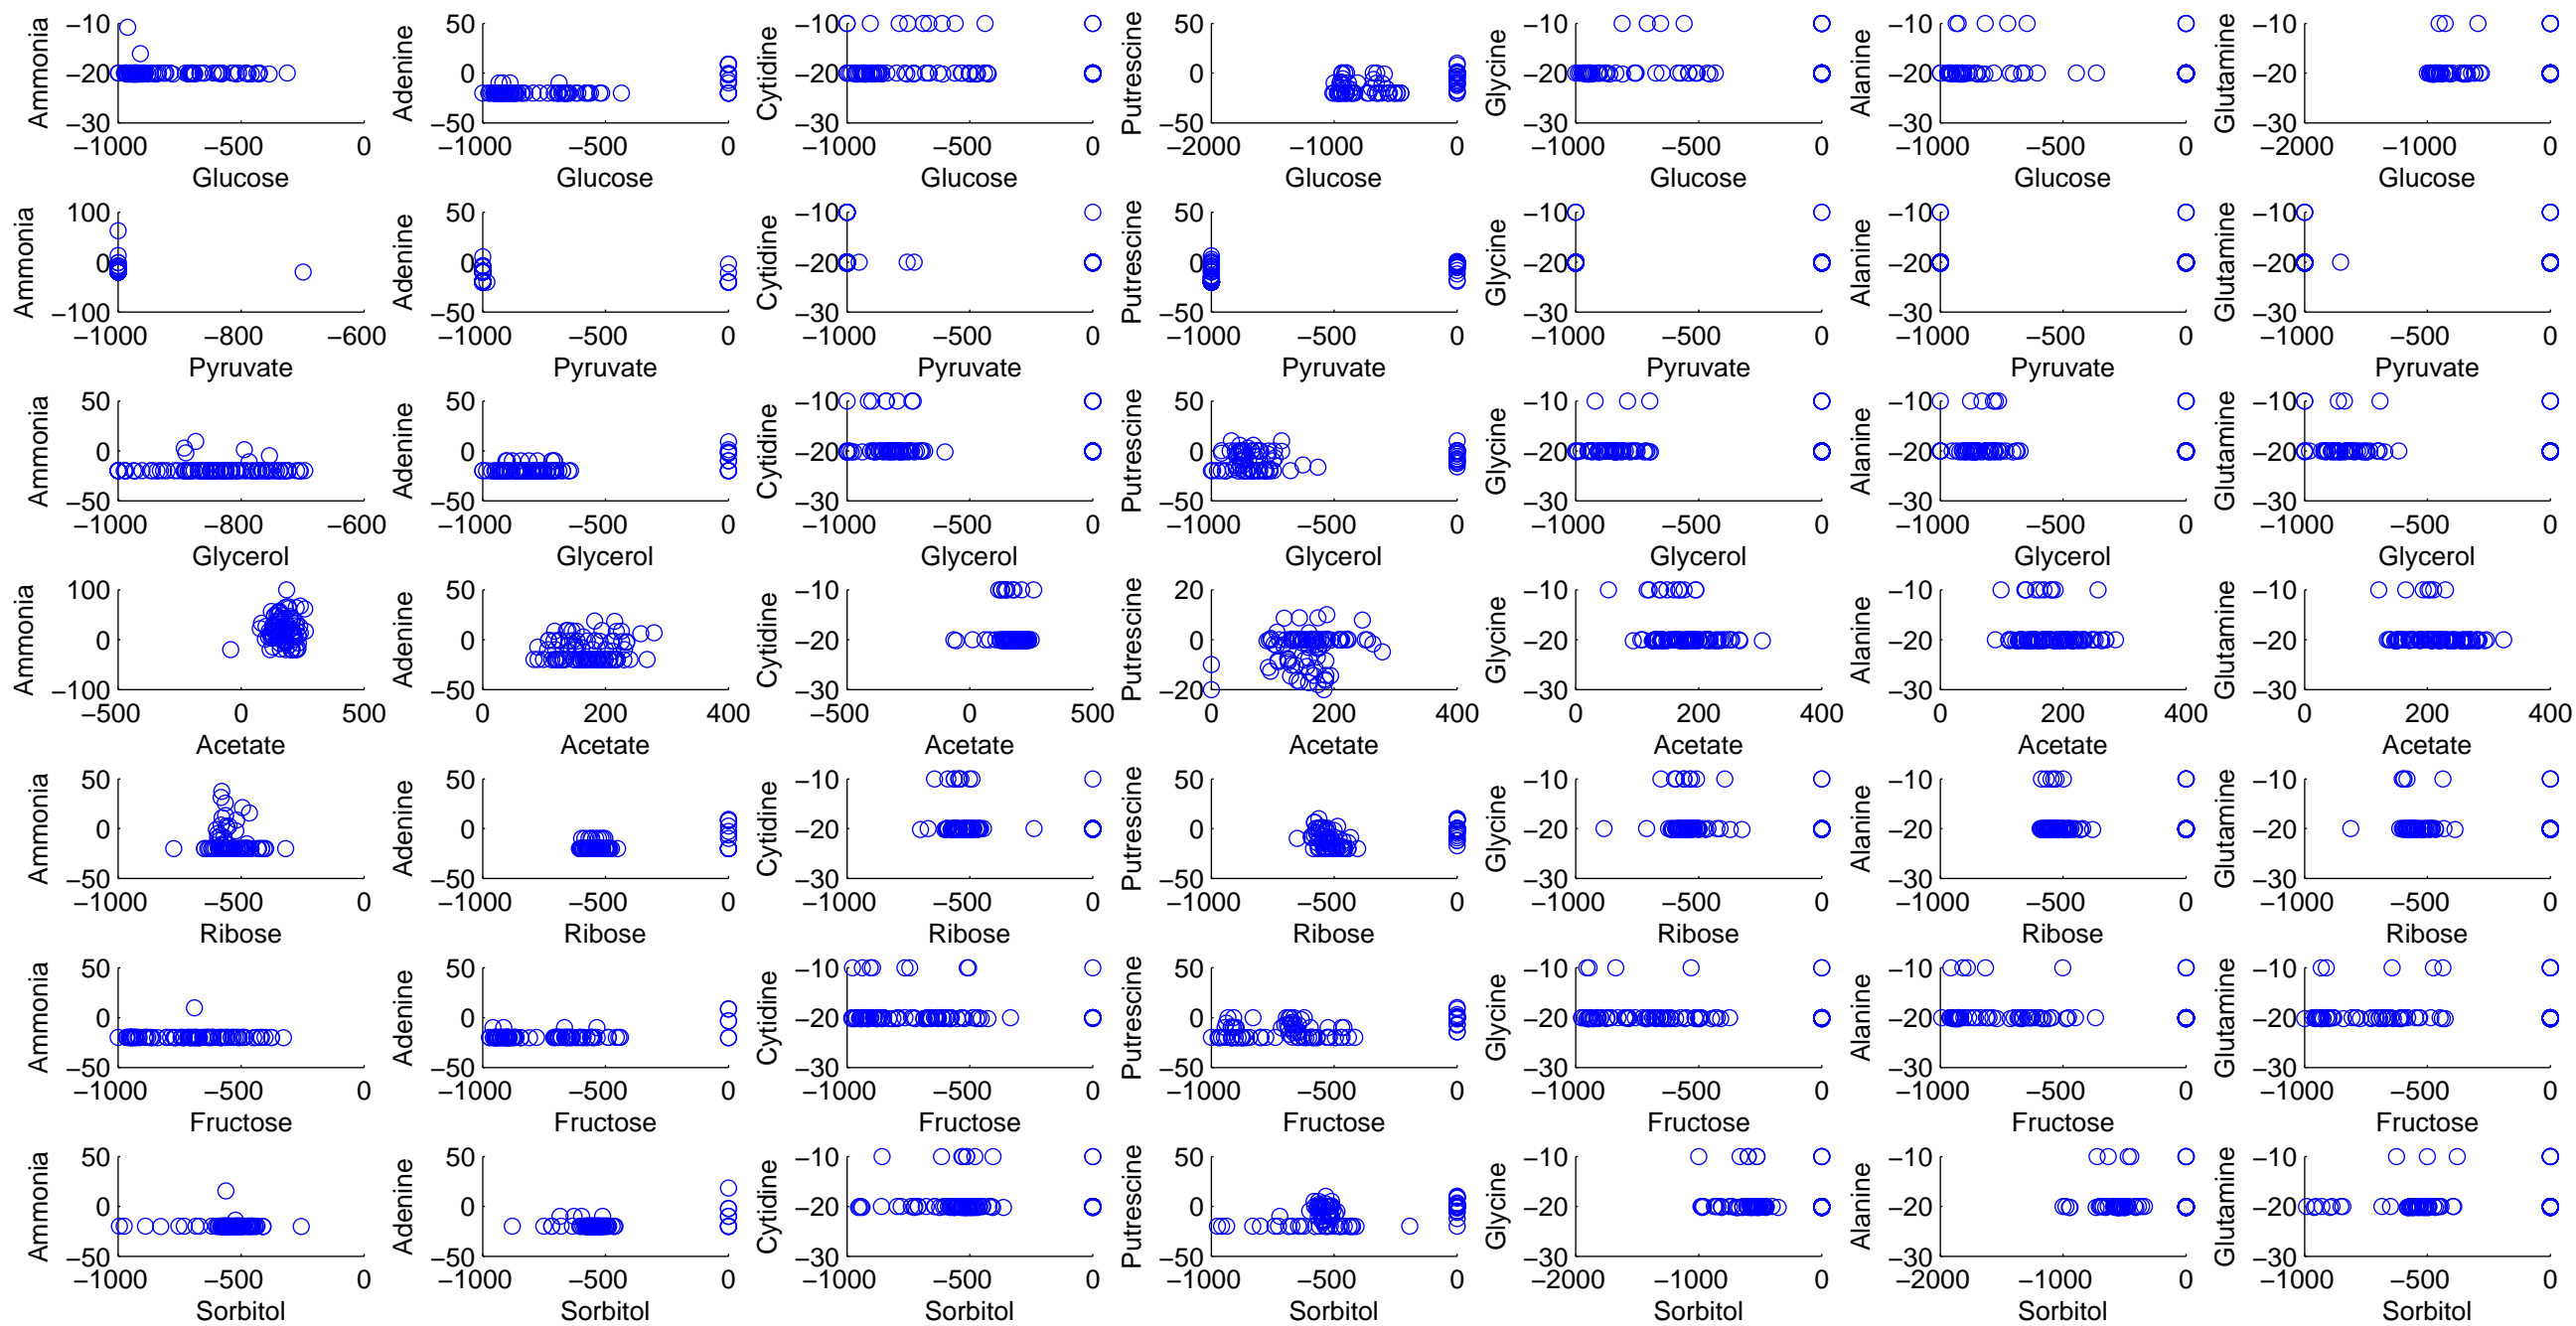 Ammonia Adenine Cytidine Putrescine Glycine Alanine Glutamine
−10 50 −10 50 −10 −10 −10
−20 0 −20 0 −20 −20 −20
−30 −50 −30 −50 −30 −30 −30
−1000 −500 0 −1000 −500 0 −1000 −500 0 −2000 −1000 0 −1000 −500 0 −1000 −500 0 −2000 −1000 0
Glucose Glucose Glucose Glucose Glucose Glucose Glucose
Ammonia Adenine Cytidine Putrescine Glycine Alanine Glutamine
100 50 −10 50 −10 −10 −10
0 0 −20 0 −20 −20 −20
−100 −50 −30 −50 −30 −30 −30
−1000 −800 −600 −1000 −500 0 −1000 −500 0 −1000 −500 0 −1000 −500 0 −1000 −500 0 −1000 −500 0
Pyruvate Pyruvate Pyruvate Pyruvate Pyruvate Pyruvate Pyruvate
Ammonia Adenine Cytidine Putrescine Glycine Alanine Glutamine
50 50 −10 50 −10 −10 −10
0 0 −20 0 −20 −20 −20
−50 −50 −30 −50 −30 −30 −30
−1000 −800 −600 −1000 −500 0 −1000 −500 0 −1000 −500 0 −1000 −500 0 −1000 −500 0 −1000 −500 0
Glycerol Glycerol Glycerol Glycerol Glycerol Glycerol Glycerol
Ammonia Adenine Cytidine Putrescine Glycine Alanine Glutamine
100 50 −10 20 −10 −10 −10
0 0 −20 0 −20 −20 −20
−100 −50 −30 −20 −30 −30 −30
−500 0 500 0 200 400 −500 0 500 0 200 400 0 200 400 0 200 400 0 200 400
Acetate Acetate Acetate Acetate Acetate Acetate Acetate
Ammonia Adenine Cytidine Putrescine Glycine Alanine Glutamine
50 50 −10 50 −10 −10 −10
0 0 −20 0 −20 −20 −20
−50 −50 −30 −50 −30 −30 −30
−1000 −500 0 −1000 −500 0 −1000 −500 0 −1000 −500 0 −1000 −500 0 −1000 −500 0 −1000 −500 0
Ribose Ribose Ribose Ribose Ribose Ribose Ribose
Ammonia Adenine Cytidine Putrescine Glycine Alanine Glutamine
50 50 −10 50 −10 −10 −10
0 0 −20 0 −20 −20 −20
−50 −50 −30 −50 −30 −30 −30
−1000 −500 0 −1000 −500 0 −1000 −500 0 −1000 −500 0 −1000 −500 0 −1000 −500 0 −1000 −500 0
Fructose Fructose Fructose Fructose Fructose Fructose Fructose
Ammonia Adenine Cytidine Putrescine Glycine Alanine Glutamine
50 50 −10 50 −10 −10 −10
0 0 −20 0 −20 −20 −20
−50 −50 −30 −50 −30 −30 −30
−1000 −500 0 −1000 −500 0 −1000 −500 0 −1000 −500 0 −2000 −1000 0 −2000 −1000 0 −1000 −500 0
Sorbitol Sorbitol Sorbitol Sorbitol Sorbitol Sorbitol Sorbitol